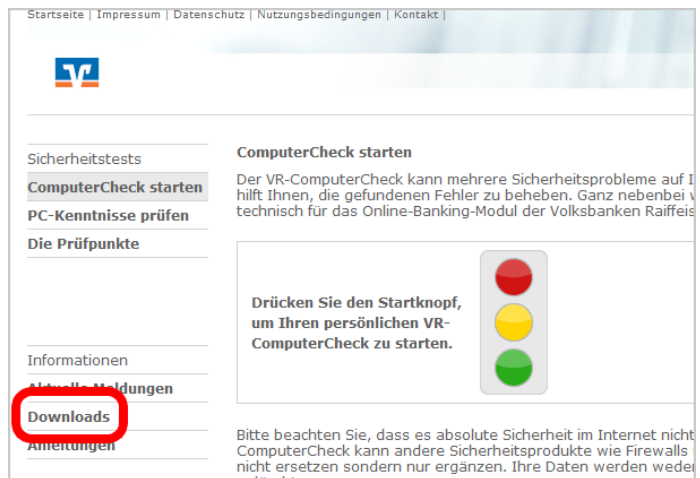 Startseite | Impressum | Datenschutz | Nutzungsbedingungen | Kontakt |
Sicherheitstests
ComputerCheck starten
PC-Kenntnisse prüfen
Die Prüfpunkte
Informationen
Aktuelle Meldungen
Downloads
Anleitungen
ComputerCheck starten
Der VR-ComputerCheck kann mehrere Sicherheitsprobleme auf I
hilft Ihnen, die gefundenen Fehler zu beheben. Ganz nebenbei
technisch für das Online-Banking-Modul der Volksbanken Raiffeis
Drücken Sie den Startknopf,
um Ihren persönlichen VR-
ComputerCheck zu starten.
Bitte beachten Sie, dass es absolute Sicherheit im Internet nicht
ComputerCheck kann andere Sicherheitsprodukte wie Firewalls
nicht ersetzen sondern nur ergänzen. Ihre Daten werden weder